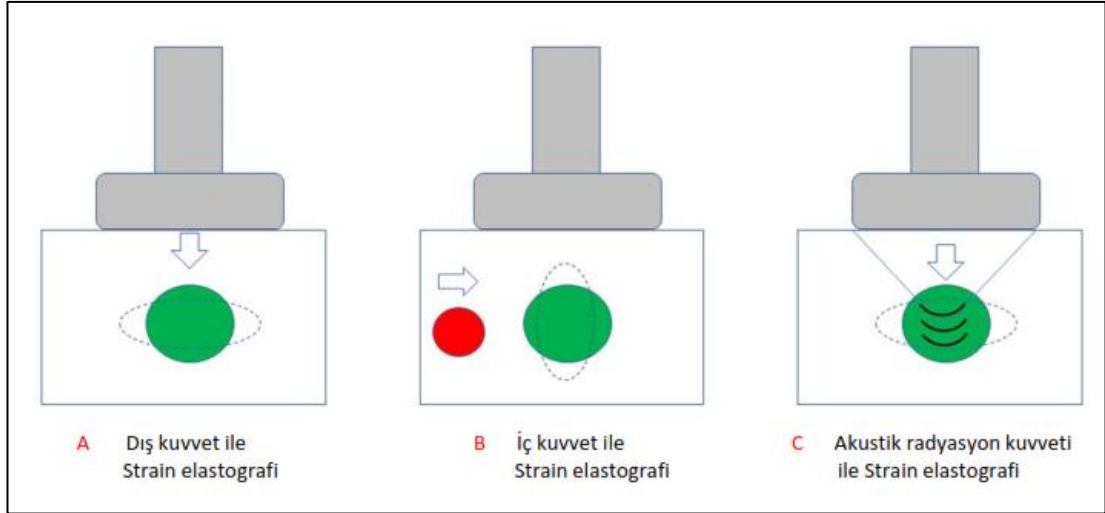 A Dış kuvvet ile
Strain elastografi
B İç kuvvet ile
Strain elastografi
C Akustik radyasyon kuvveti
ile Strain elastografi